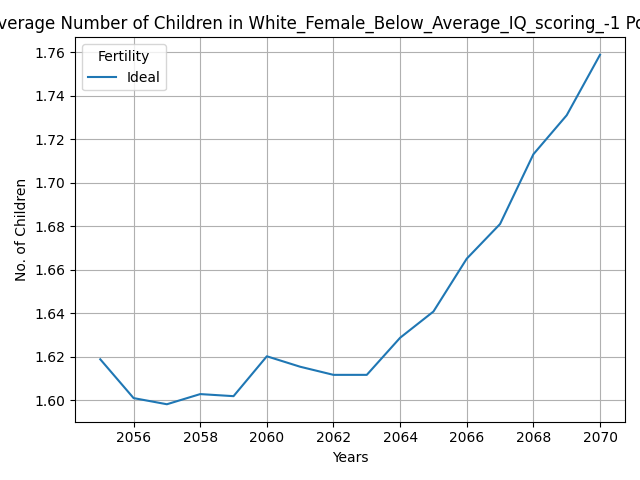 verage Number of Children in White_Female_Below_Average_IQ_scoring_-1 Po
Fertility
Ideal
1.76
1.74
1.72
1.70
1.68
1.66
1.64
1.62
1.60
No. of Children
2056 2058 2060 2062 2064 2066 2068 2070
Years